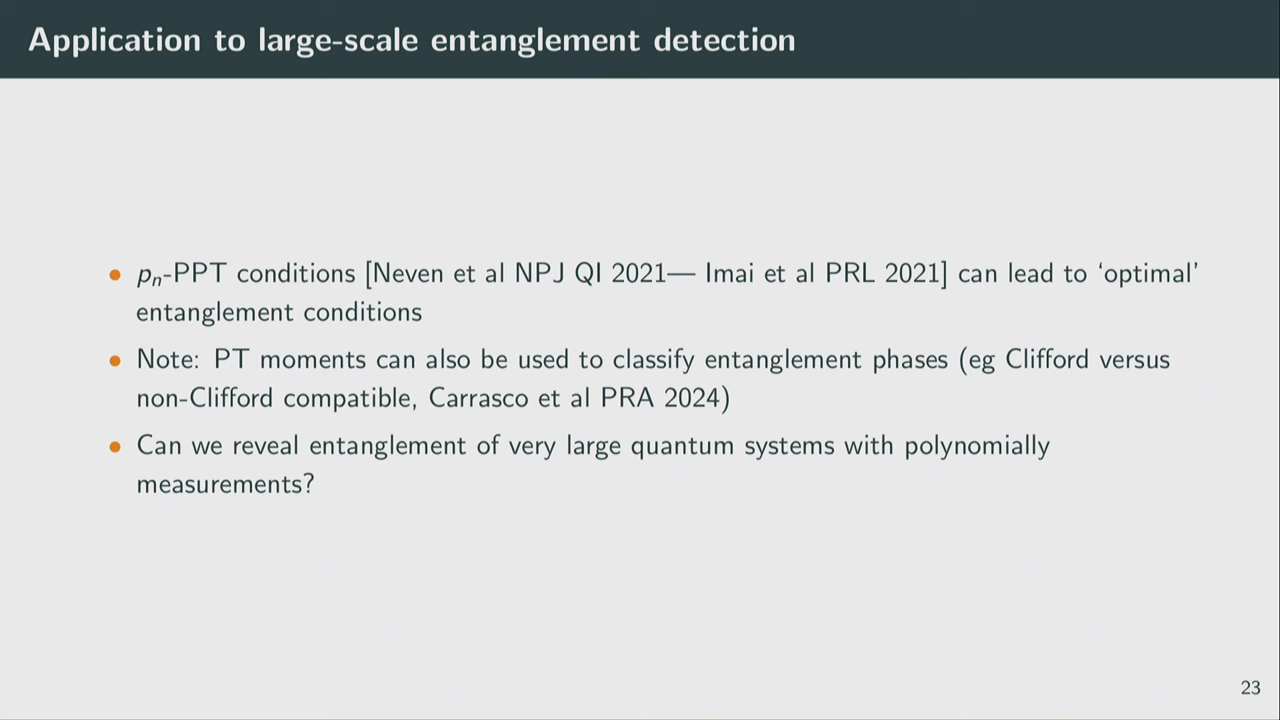 Application to large-scale entanglement detection
• pₙ-PPT conditions [Neven et al NPJ QI 2021— Imai et al PRL 2021] can lead to ‘optimal’
entanglement conditions
• Note: PT moments can also be used to classify entanglement phases (eg Clifford versus
non-Clifford compatible, Carrasco et al PRA 2024)
• Can we reveal entanglement of very large quantum systems with polynomially
measurements?
23